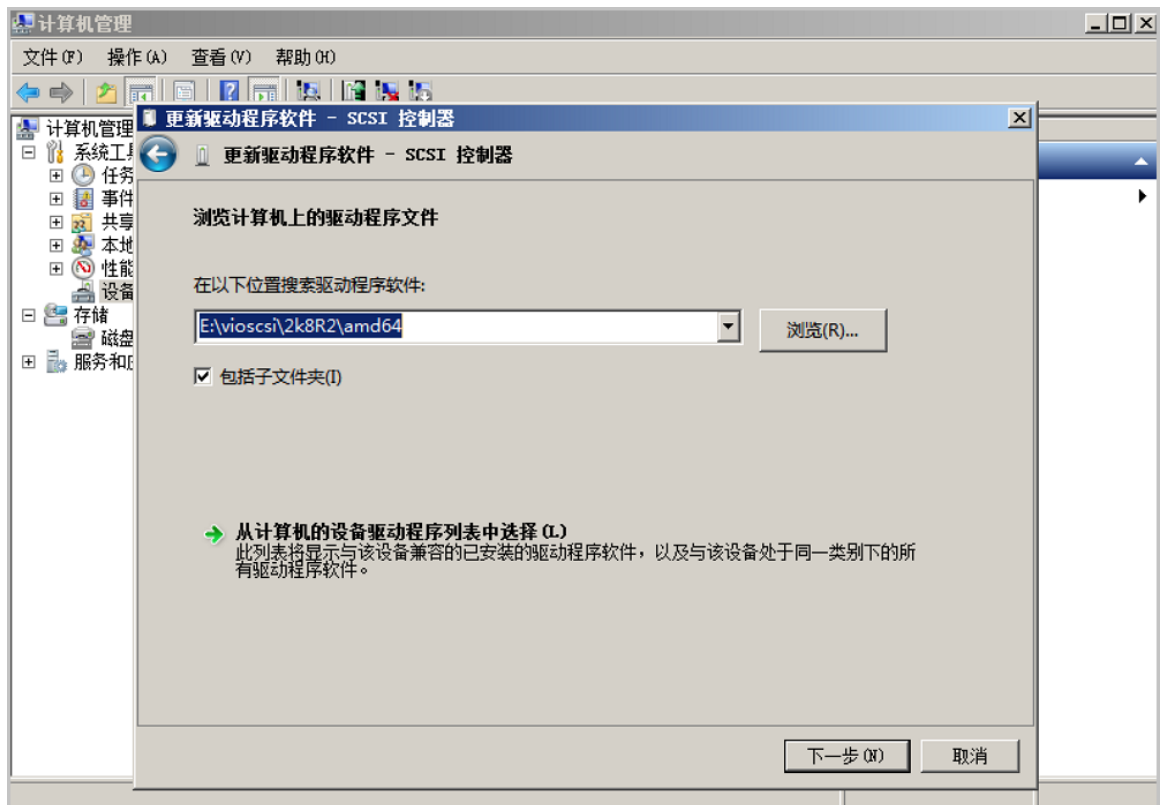 计算机管理
文件(F) 操作(A) 查看(V) 帮助(H)
更新驱动程序软件 - SCSI 控制器
更新驱动程序软件 - SCSI 控制器
计算机管理
系统工
任务
事件
共享
本地
性能
设备
存储
磁盘
服务和应
浏览计算机上的驱动程序文件
在以下位置搜索驱动程序软件:
E:\vioscsi\2k8R2\amd64
浏览(R)...
包括子文件夹(I)
从计算机的设备驱动程序列表中选择(L)
此列表将显示与该设备兼容的已安装的驱动程序软件，以及与该设备处于同一类别下的所
有驱动程序软件。
下一步(N) 取消